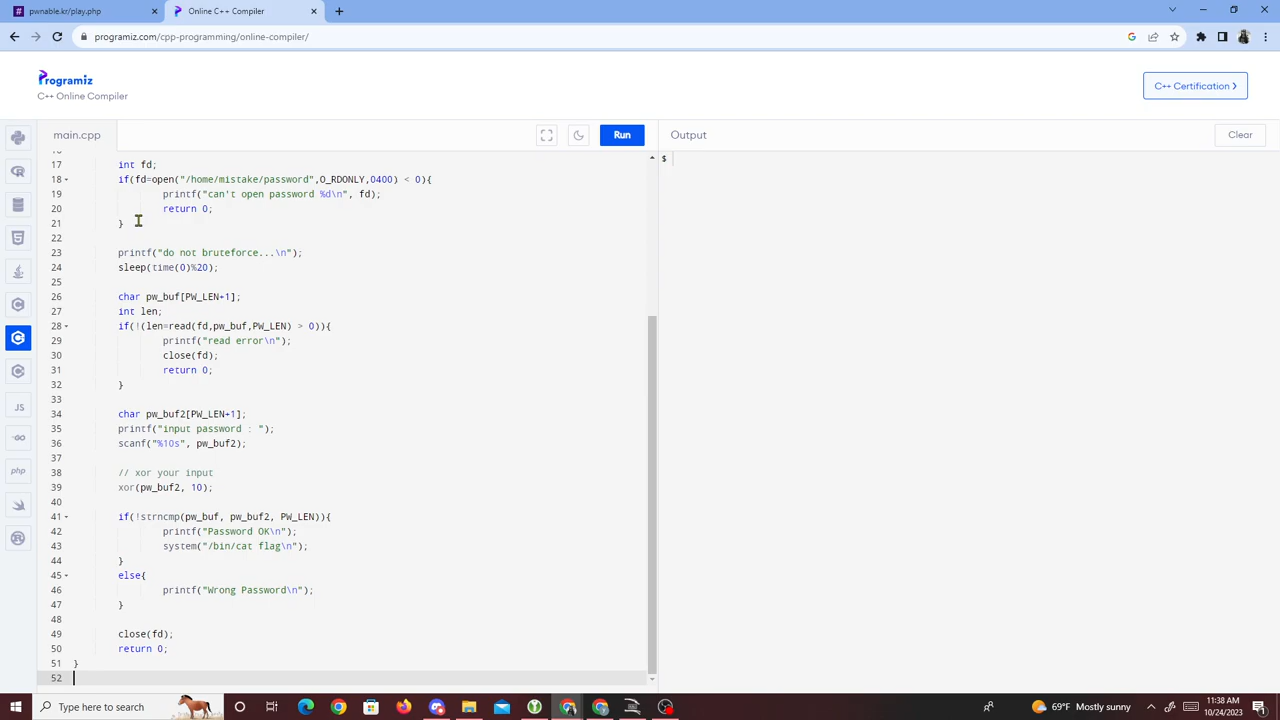 pwnable.kr/play.php
Online C++ Compiler
programiz.com/cpp-programming/online-compiler/
Programiz
C++ Online Compiler
C++ Certification
main.cpp
Run
Output
Clear
$
17 int fd;
18 if(fd=open("/home/mistake/password",O_RDONLY,0400) < 0){
19 printf("can't open password %d\n", fd);
20 return 0;
21 }
22
23 printf("do not bruteforce...\n");
24 sleep(time(0)%20);
25
26 char pw_buf[PW_LEN+1];
27 int len;
28 if(!(len=read(fd,pw_buf,PW_LEN) > 0)){
29 printf("read error\n");
30 close(fd);
31 return 0;
32 }
33
34 char pw_buf2[PW_LEN+1];
35 printf("input password : ");
36 scanf("%10s", pw_buf2);
37
38 // xor your input
39 xor(pw_buf2, 10);
40
41 if(!strncmp(pw_buf, pw_buf2, PW_LEN)){
42 printf("Password OK\n");
43 system("/bin/cat flag\n");
44 }
45 else{
46 printf("Wrong Password\n");
47 }
48
49 close(fd);
50 return 0;
51 }
52
JS
GO
php
Type here to search
69°F Mostly sunny
11:38 AM
10/24/2023